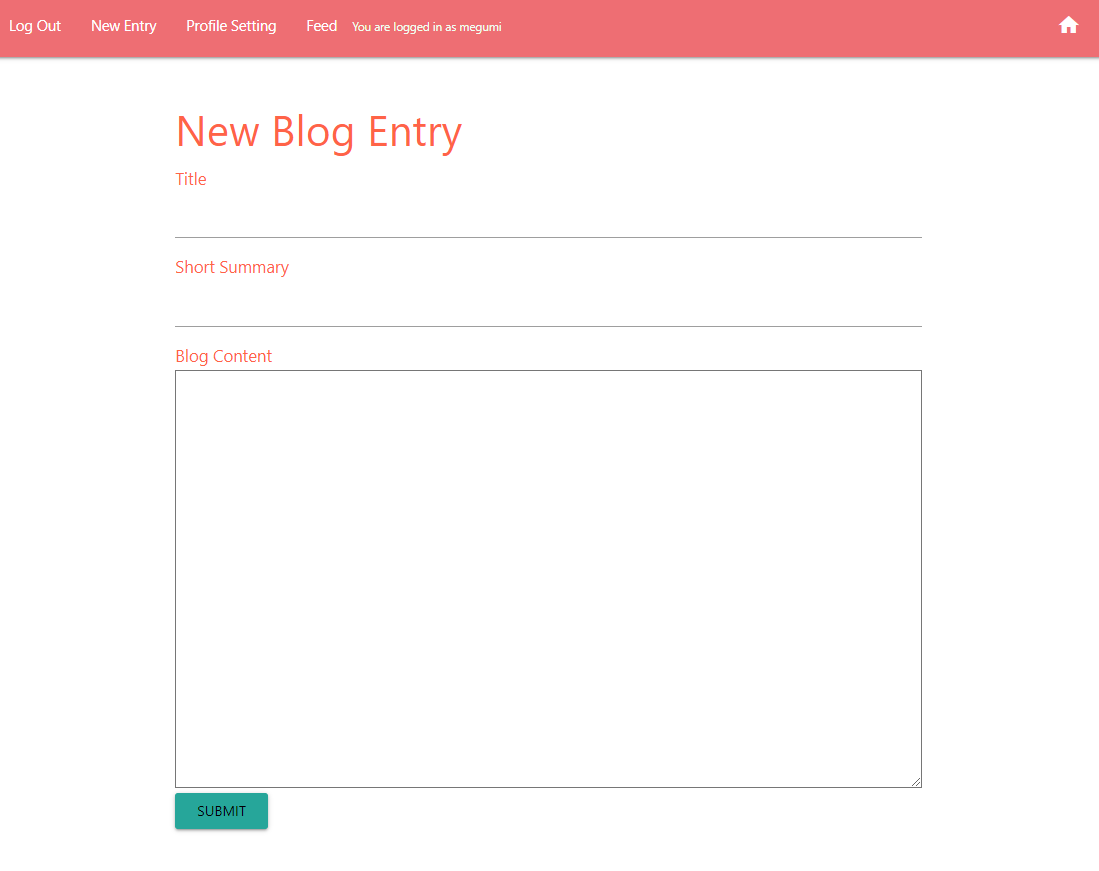 Log Out New Entry Profile Setting Feed You are logged in as megumi
New Blog Entry
Title
Short Summary
Blog Content
SUBMIT